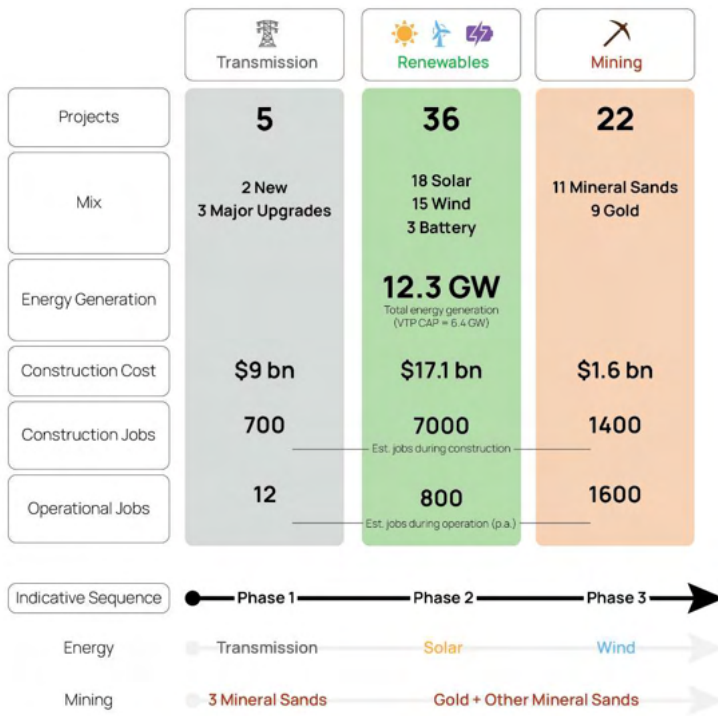 Transmission
Renewables
Mining
Projects
5
36
22
Mix
2 New
3 Major Upgrades
18 Solar
15 Wind
3 Battery
11 Mineral Sands
9 Gold
Energy Generation
12.3 GW
Total energy generation
(VTP CAP = 6.4 GW)
Construction Cost
$9 bn
$17.1 bn
$1.6 bn
Construction Jobs
700
7000
1400
Est. jobs during construction
Operational Jobs
12
800
1600
Est. jobs during operation (p.a.)
Indicative Sequence
Phase 1
Phase 2
Phase 3
Energy
Transmission
Solar
Wind
Mining
3 Mineral Sands
Gold + Other Mineral Sands